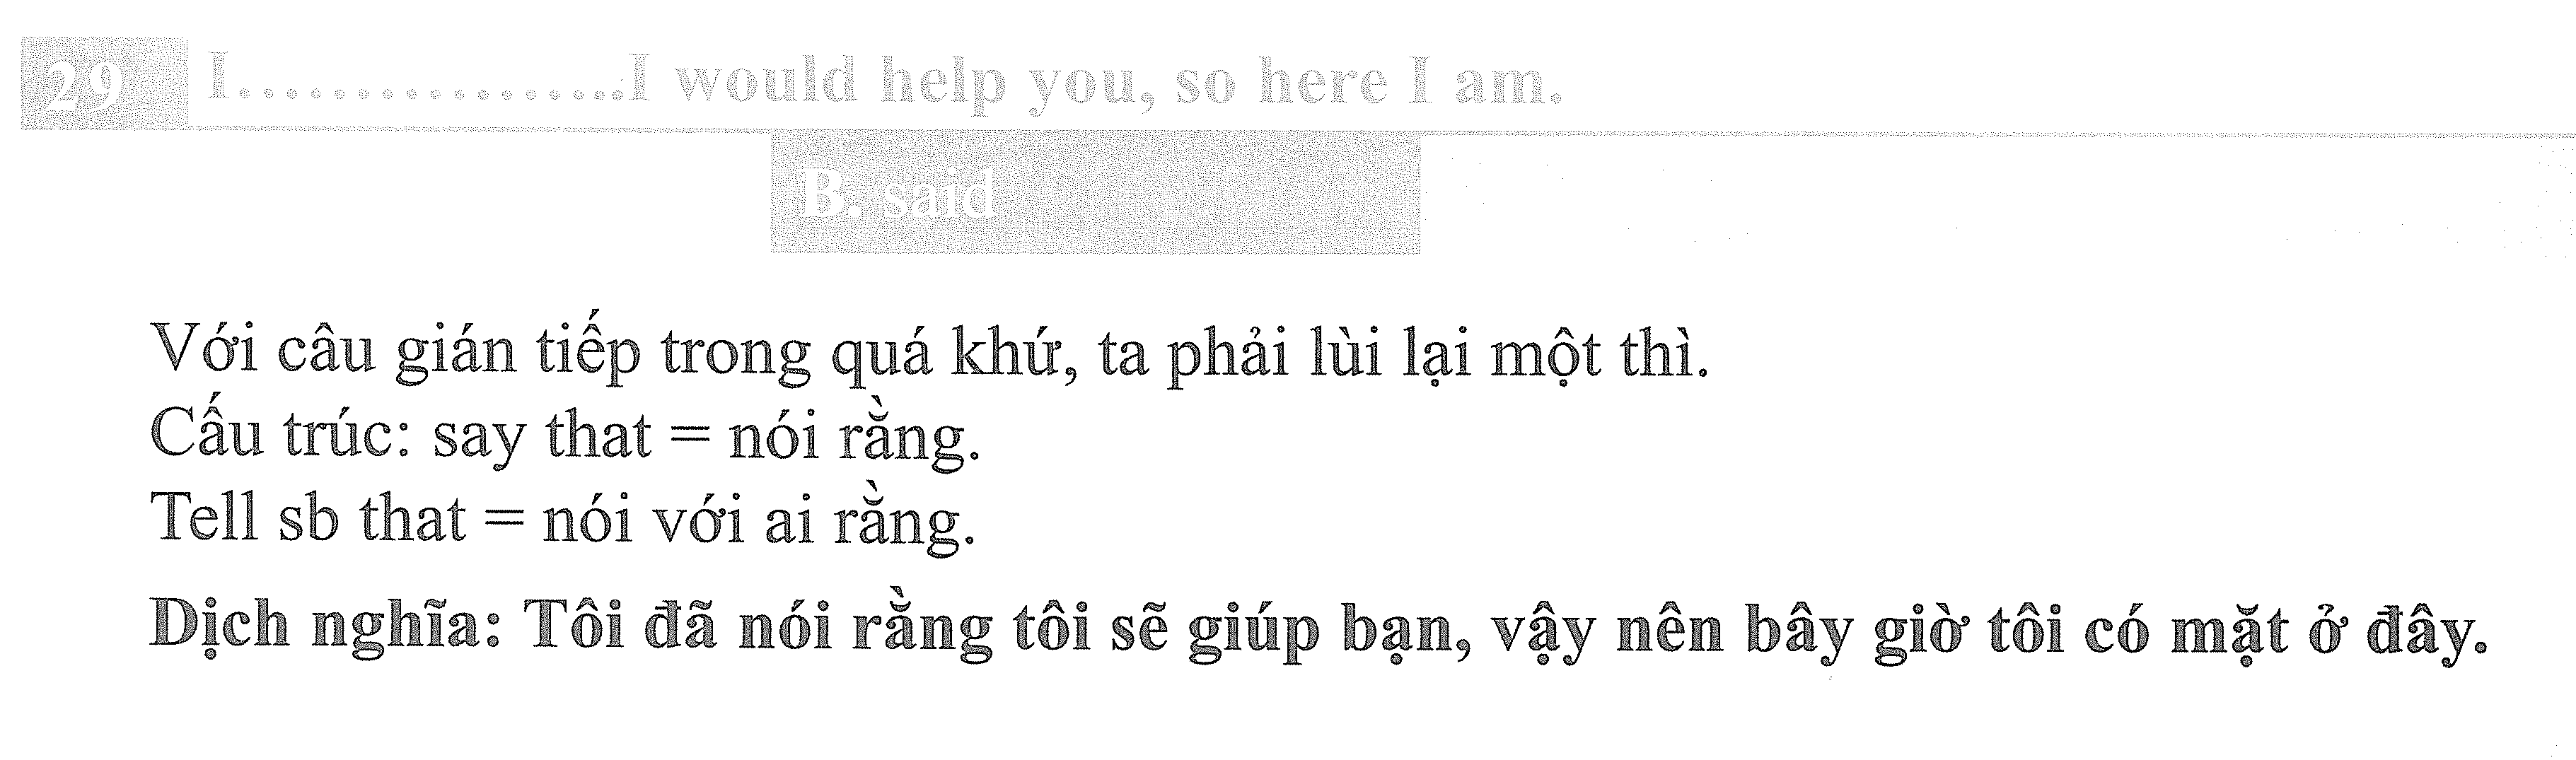 29 I..................I would help you, so here I am.
B. said
Với câu gián tiếp trong quá khứ, ta phải lùi lại một thì.
Cấu trúc: say that = nói rằng.
Tell sb that = nói với ai rằng.
Dịch nghĩa: Tôi đã nói rằng tôi sẽ giúp bạn, vậy nên bây giờ tôi có mặt ở đây.